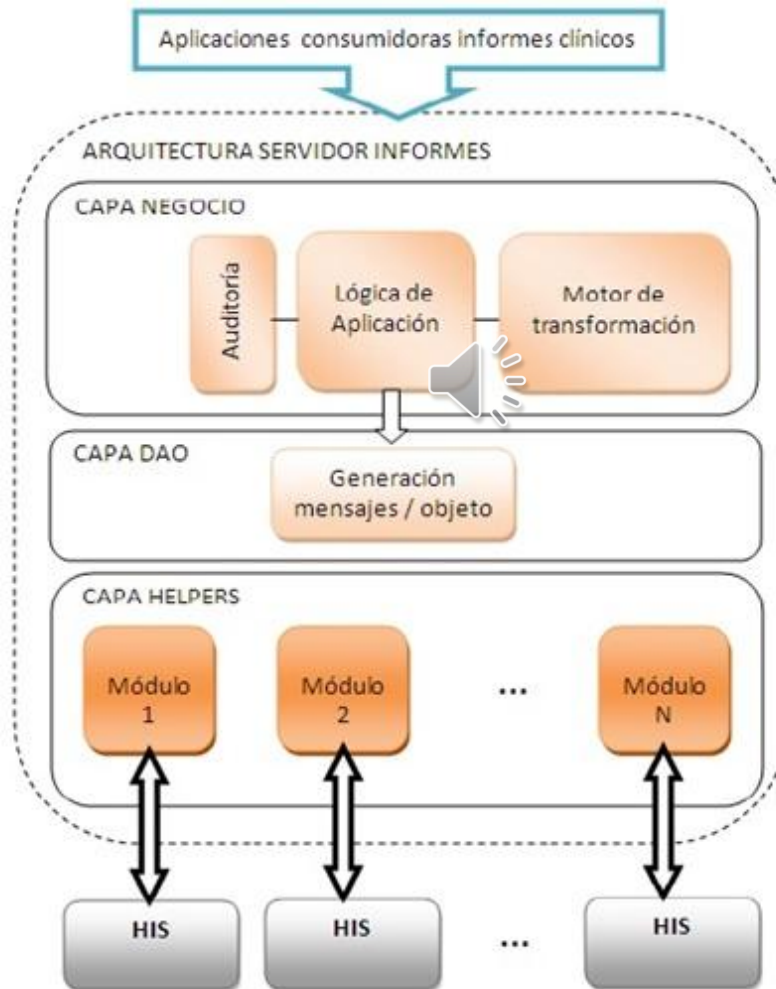 Aplicaciones consumidoras informes clínicos
ARQUITECTURA SERVIDOR INFORMES
CAPA NEGOCIO
Auditoría
Lógica de
Aplicación
Motor de
transformación
CAPA DAO
Generación
mensajes / objeto
CAPA HELPERS
Módulo
1
Módulo
2
...
Módulo
N
HIS
HIS
...
HIS